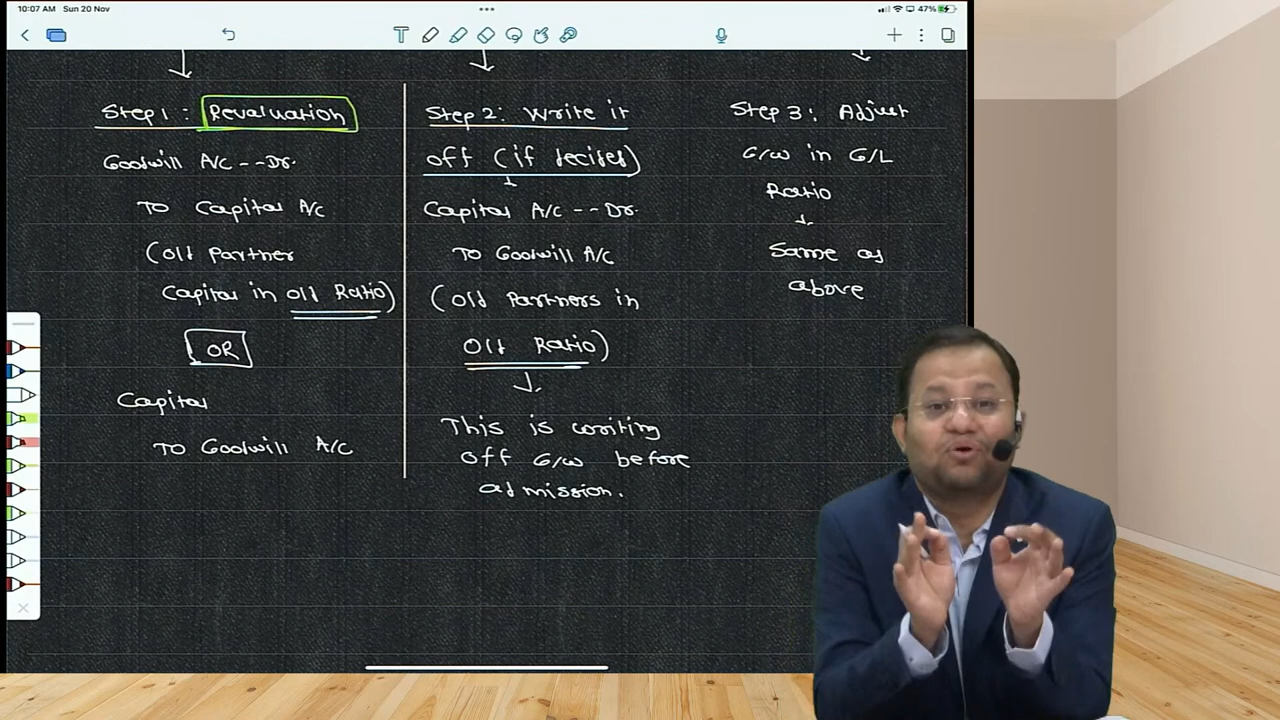 10:07 AM Sun 20 Nov
47%
Step 1: Revaluation
Goodwill A/C --Dr.
To Capital A/C
(Old Partner
Capital in Old Ratio)
OR
Capital
To Goodwill A/C
Step 2: Write it
off (if decides)
Capital A/C --Dr.
To Goodwill A/C
(Old Partners in
Old Ratio)
This is writing
off G/W before
admission.
Step 3: Adjust
G/W in G/L
Ratio
Same as
above